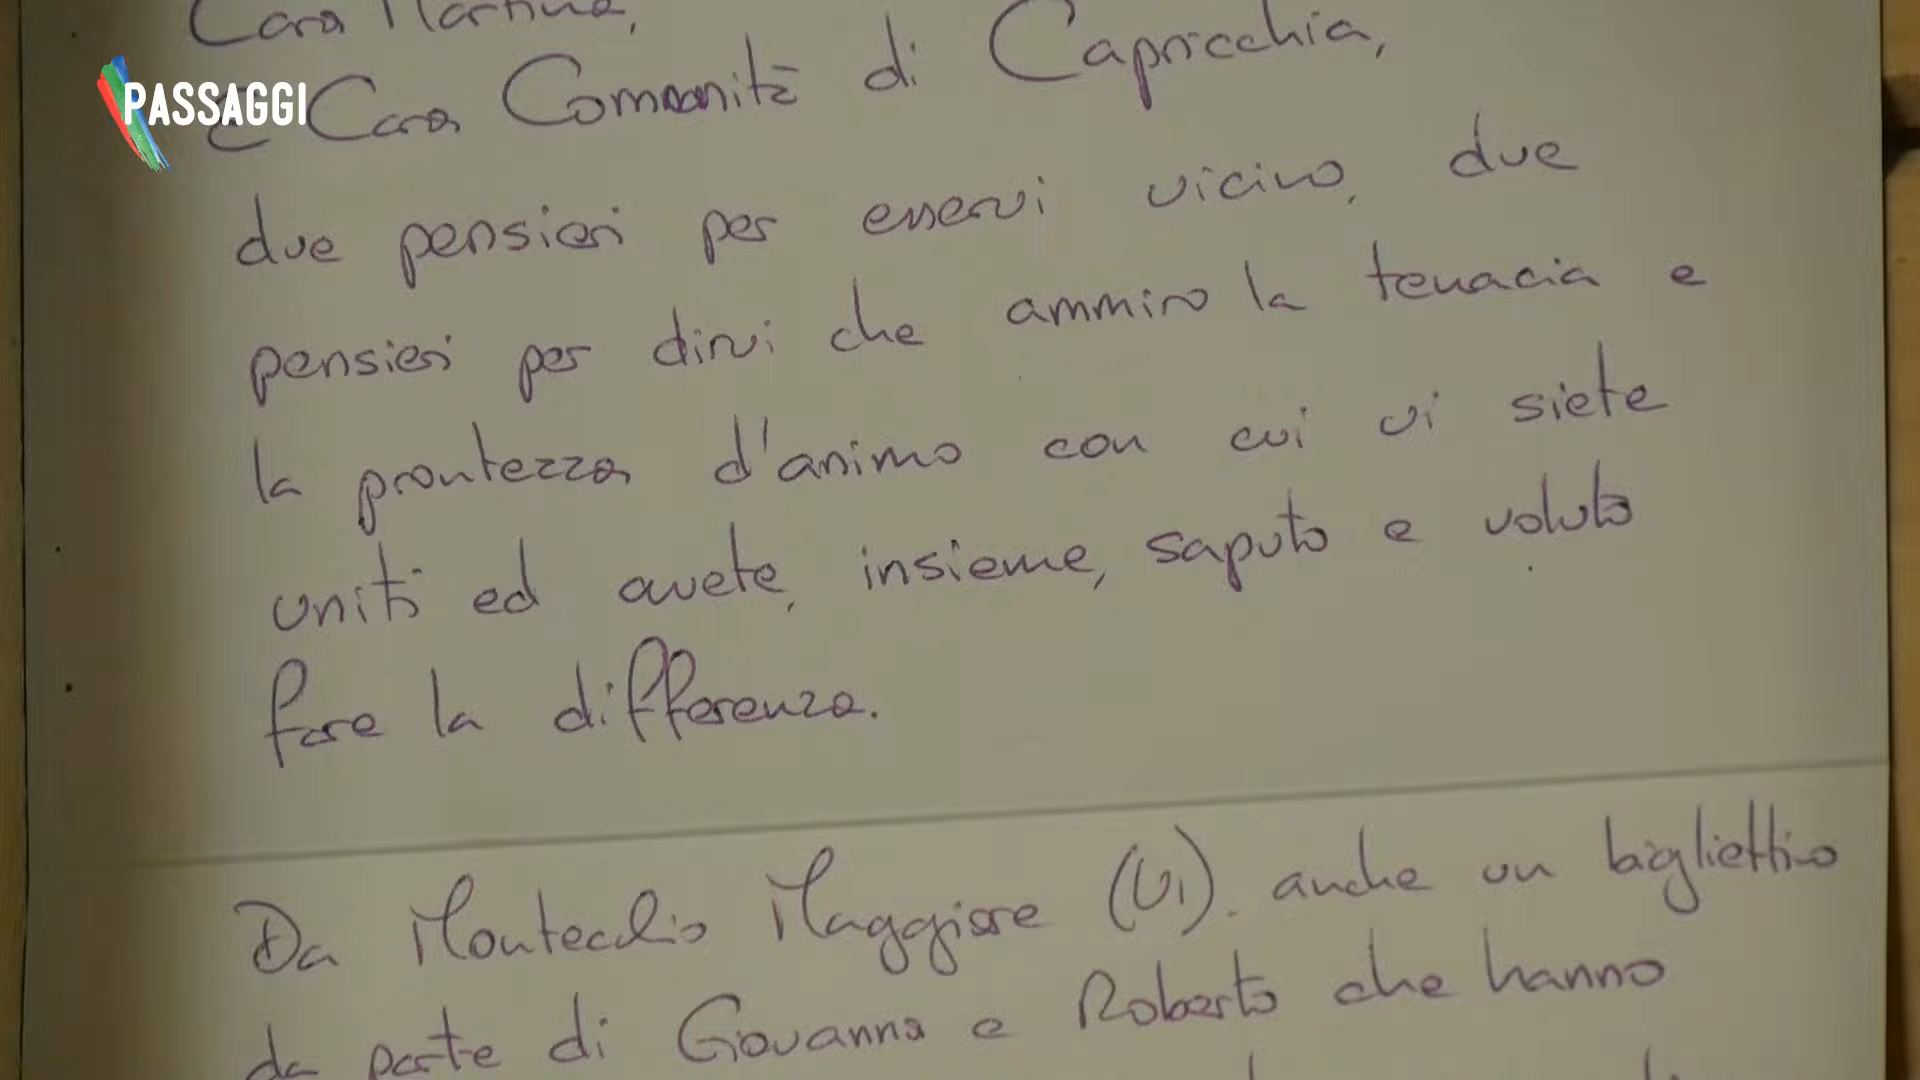 Cara Martina,
PASSAGGI
E Cara Comunità di Capricchia,
due pensieri per esservi vicino, due
pensieri per dirvi che ammiro la tenacia e
la prontezza d'animo con cui vi siete
uniti ed avete, insieme, saputo e voluto
fare la differenza.
Da Montecchio Maggiore (VI). anche un bigliettino
da parte di Giovanna e Roberto che hanno